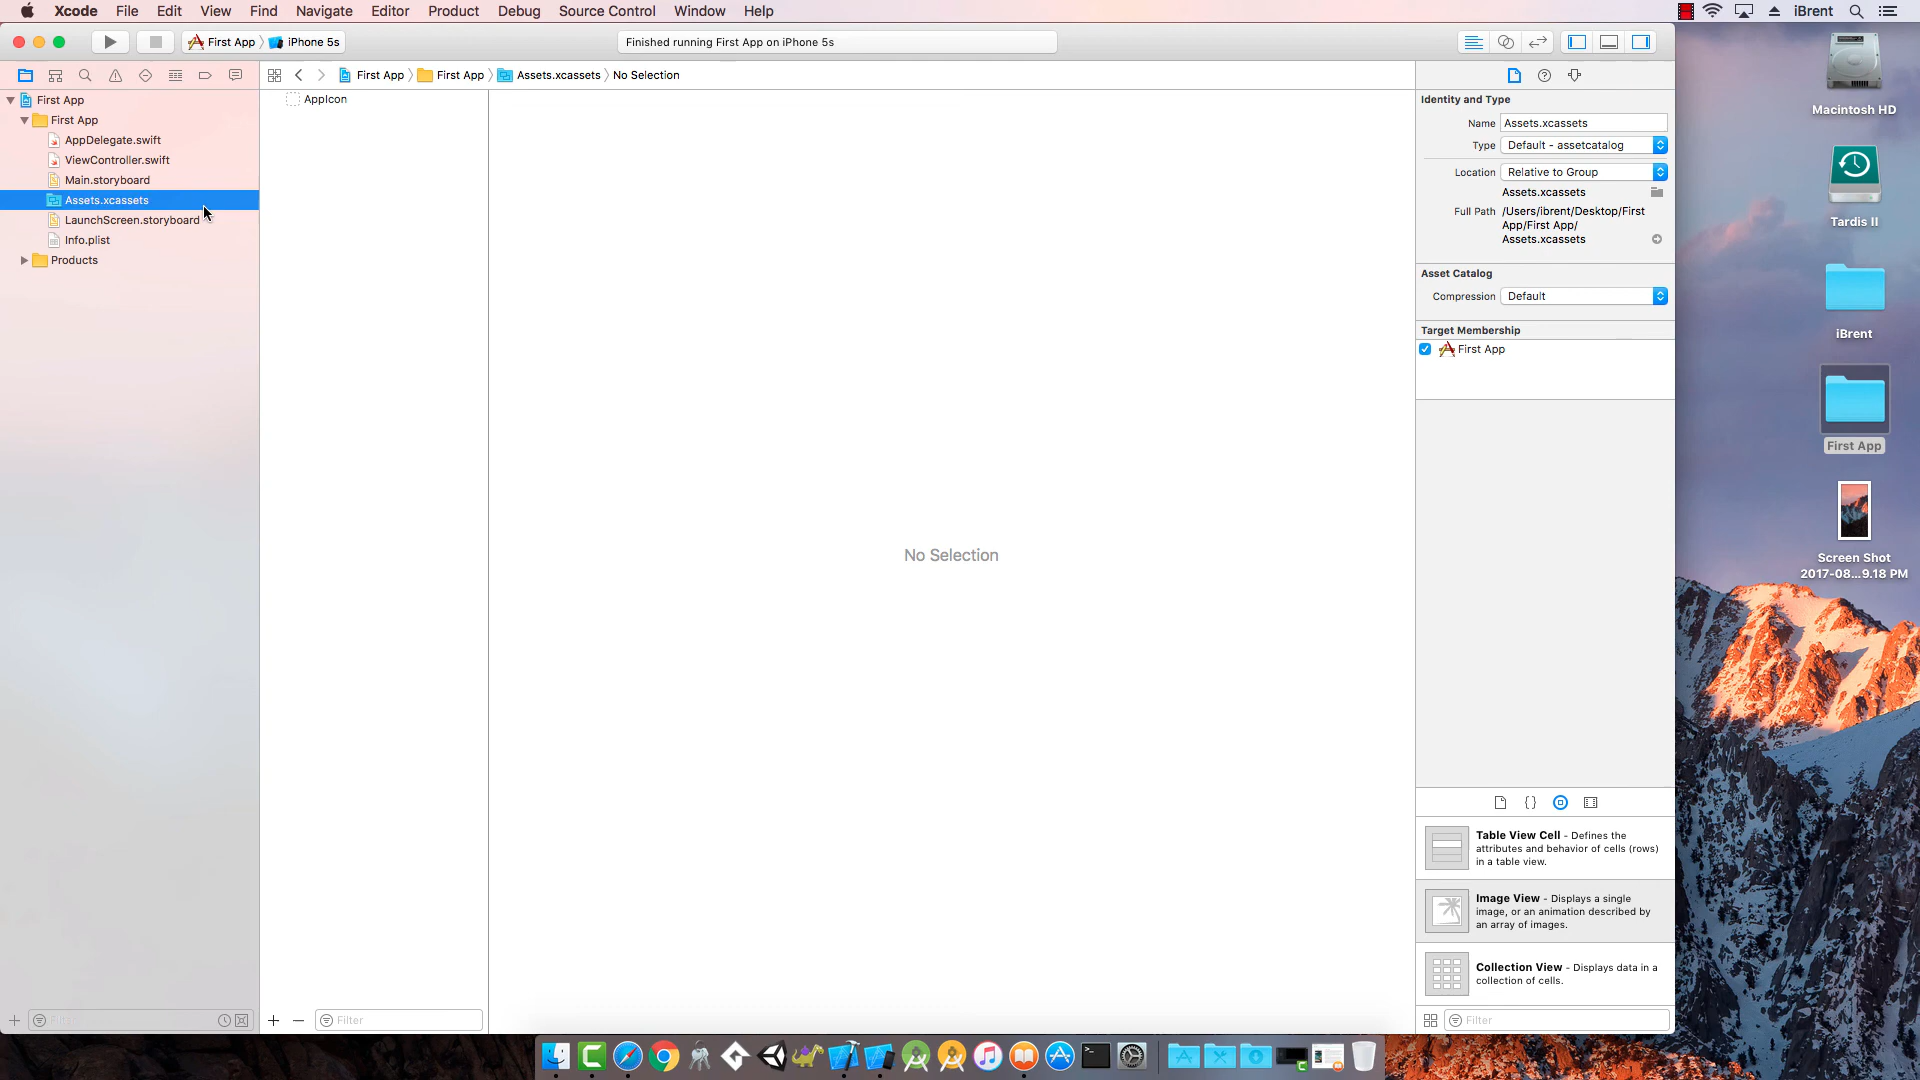 Xcode File Edit View Find Navigate Editor Product Debug Source Control Window Help
iBrent
First App iPhone 5s
Finished running First App on iPhone 5s
First App First App Assets.xcassets No Selection
First App
First App
AppDelegate.swift
ViewController.swift
Main.storyboard
Assets.xcassets
LaunchScreen.storyboard
Info.plist
Products
AppIcon
No Selection
Identity and Type
Name Assets.xcassets
Type Default - assetcatalog
Location Relative to Group
Assets.xcassets
Full Path /Users/ibrent/Desktop/First
App/First App/
Assets.xcassets
Asset Catalog
Compression Default
Target Membership
First App
Table View Cell - Defines the
attributes and behavior of cells (rows)
in a table view.
Image View - Displays a single
image, or an animation described by
an array of images.
Collection View - Displays data in a
collection of cells.
Filter
Filter
Filter
Macintosh HD
Tardis II
iBrent
First App
Screen Shot
2017-08...9.18 PM